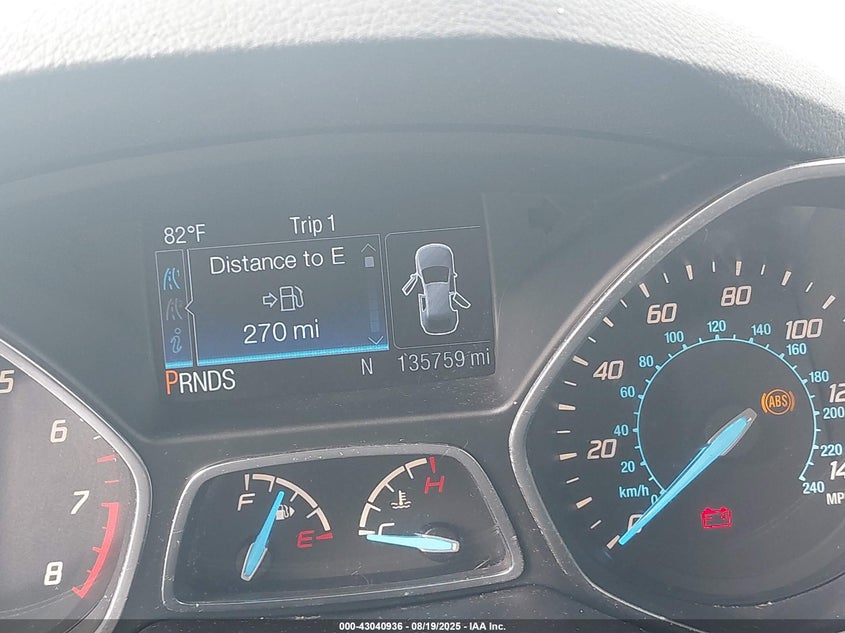 82°F Trip 1
Distance to E
270 mi
N 135759 mi
PRNDS
5
6
7
8
F E
C H
0 20 40 60 80 100
km/h 20 40 60 80 100 120 140 160 180 200 220 240
ABS
000-43040936 - 08/19/2025 - IAA Inc.